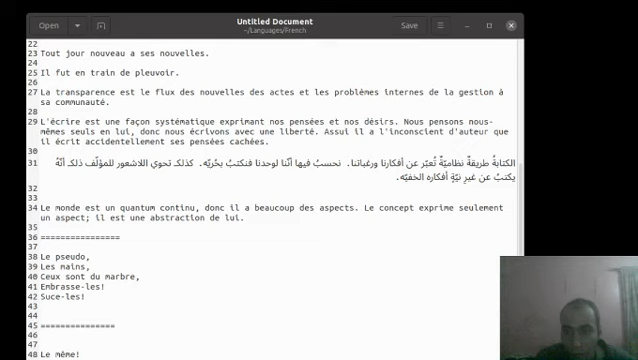 Open
Untitled Document
~/Languages/French
Save
22
23 Tout jour nouveau a ses nouvelles.
24
25 Il fut en train de pleuvoir.
26
27 La transparence est le flux des nouvelles des actes et les problèmes internes de la gestion à
sa communauté.
28
29 L'écrire est une façon systématique exprimant nos pensées et nos désirs. Nous pensons nous-
mêmes seuls en lui, donc nous écrivons avec une liberté. Assui il a l'inconscient d'auteur que
il écrit accidentellement ses pensées cachées.
30
31 الكتابةُ طريقةٌ نظاميّةٌ تُعبّر عن أفكارنا ورغباتنا. نحسبُ فيها أنّنا لوحدنا فنكتبُ بحُريّه. كذلك تحوي اللاشعور للمؤلّف ذلك أنّهُ
يكتبُ عن غيرِ نيّةٍ أفكاره الخفيّه.
32
33
34 Le monde est un quantum continu, donc il a beaucoup des aspects. Le concept exprime seulement
un aspect; il est une abstraction de lui.
35
36 ================
37
38 Le pseudo,
39 Les mains,
40 Ceux sont du marbre,
41 Embrasse-les!
42 Suce-les!
43
44
45 ===============
46
47
48 Le même!